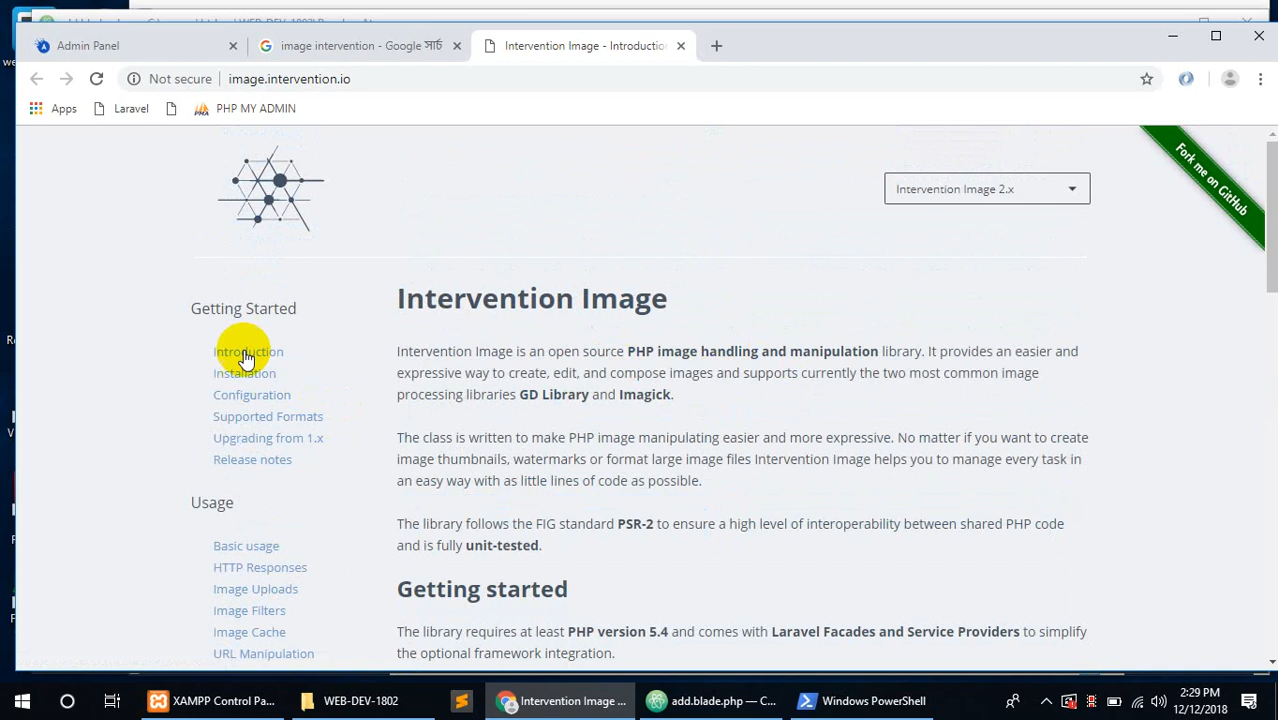 Admin Panel
image intervention - Google সার্চ
Intervention Image - Introduction
Not secure
image.intervention.io
Apps
Laravel
PHP MY ADMIN
Fork me on GitHub
Intervention Image 2.x
Getting Started
Introduction
Installation
Configuration
Supported Formats
Upgrading from 1.x
Release notes
Usage
Basic usage
HTTP Responses
Image Uploads
Image Filters
Image Cache
URL Manipulation
Intervention Image
Intervention Image is an open source PHP image handling and manipulation library. It provides an easier and
expressive way to create, edit, and compose images and supports currently the two most common image
processing libraries GD Library and Imagick.
The class is written to make PHP image manipulating easier and more expressive. No matter if you want to create
image thumbnails, watermarks or format large image files Intervention Image helps you to manage every task in
an easy way with as little lines of code as possible.
The library follows the FIG standard PSR-2 to ensure a high level of interoperability between shared PHP code
and is fully unit-tested.
Getting started
The library requires at least PHP version 5.4 and comes with Laravel Facades and Service Providers to simplify
the optional framework integration.
XAMPP Control Pa...
WEB-DEV-1802
Intervention Image ...
add.blade.php — C...
Windows PowerShell
2:29 PM
12/12/2018